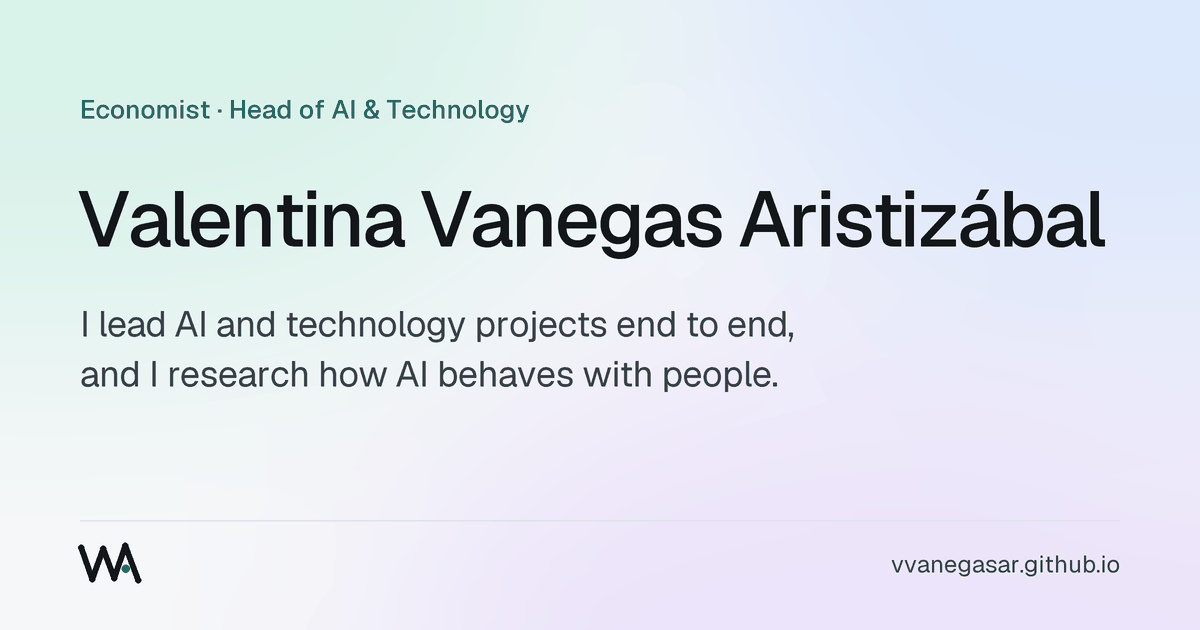 Economist · Head of AI & Technology
Valentina Vanegas Aristizábal
I lead AI and technology projects end to end,
and I research how AI behaves with people.
VVA
vvanegasar.github.io